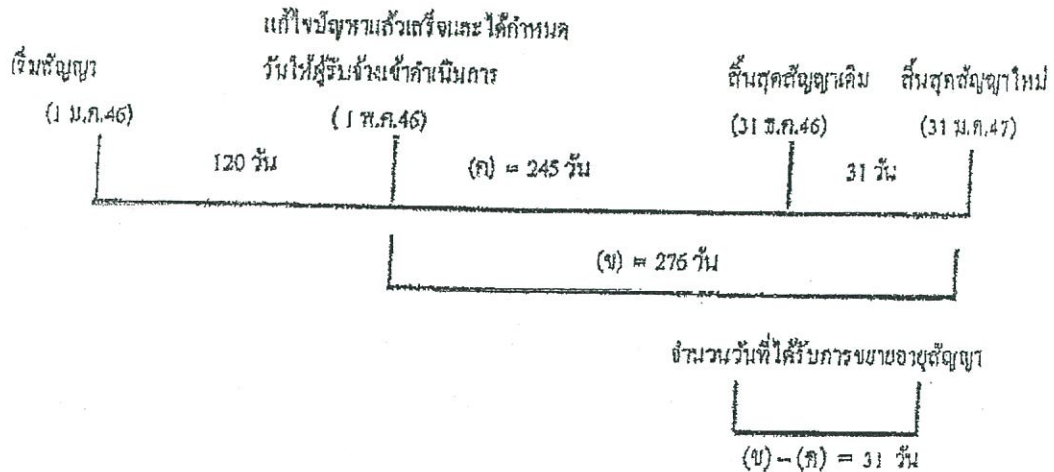 แก้ไขปัญหาแล้วเสร็จและได้กำหนด
เริ่มสัญญา
วันให้ผู้รับจ้างเข้าดำเนินการ
สิ้นสุดสัญญาเดิม
สิ้นสุดสัญญาใหม่
(1 ม.ค.46)
(1 พ.ค.46)
(31 ธ.ค.46)
(31 ม.ค.47)
120 วัน
(ค) = 245 วัน
31 วัน
(ข) = 276 วัน
จำนวนวันที่ได้รับการขยายอายุสัญญา
(ข) – (ค) = 31 วัน